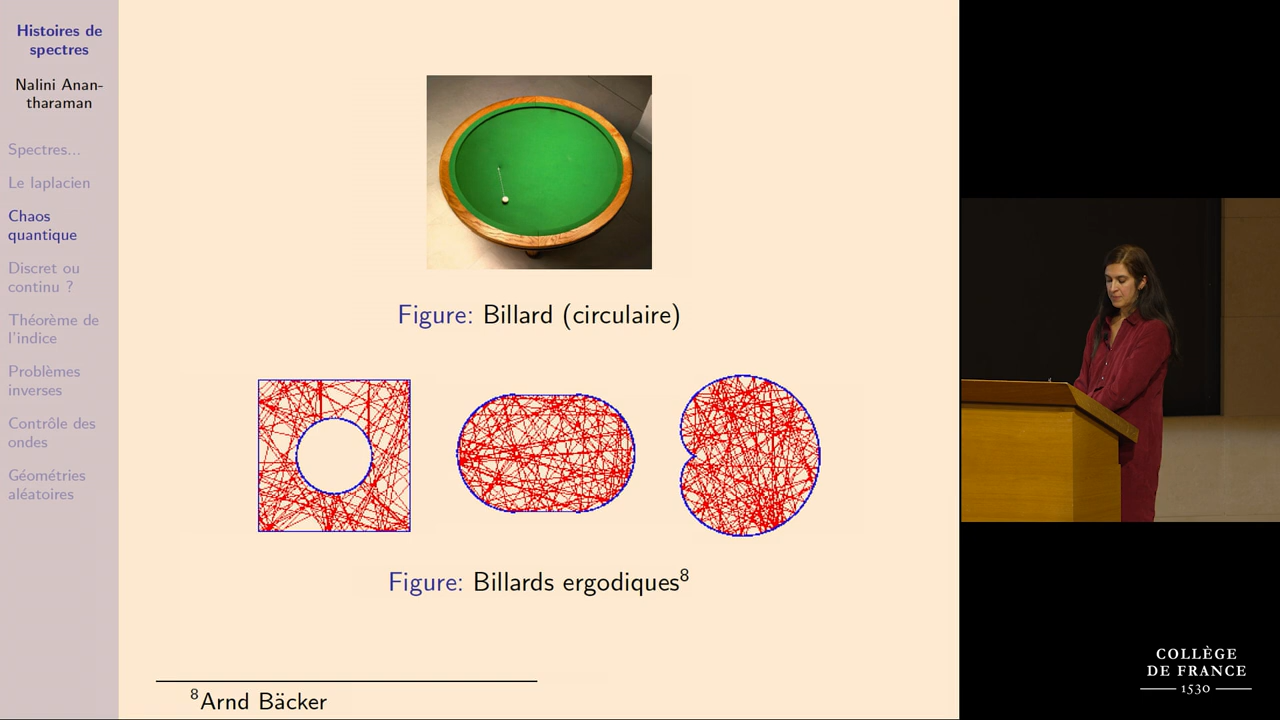 Histoires de
spectres
Nalini Anan-
tharaman
Spectres...
Le laplacien
Chaos
quantique
Discret ou
continu ?
Théorème de
l'indice
Problèmes
inverses
Contrôle des
ondes
Géométries
aléatoires
Figure: Billard (circulaire)
Figure: Billards ergodiques⁸
⁸Arnd Bäcker
COLLÈGE
DE FRANCE
1530